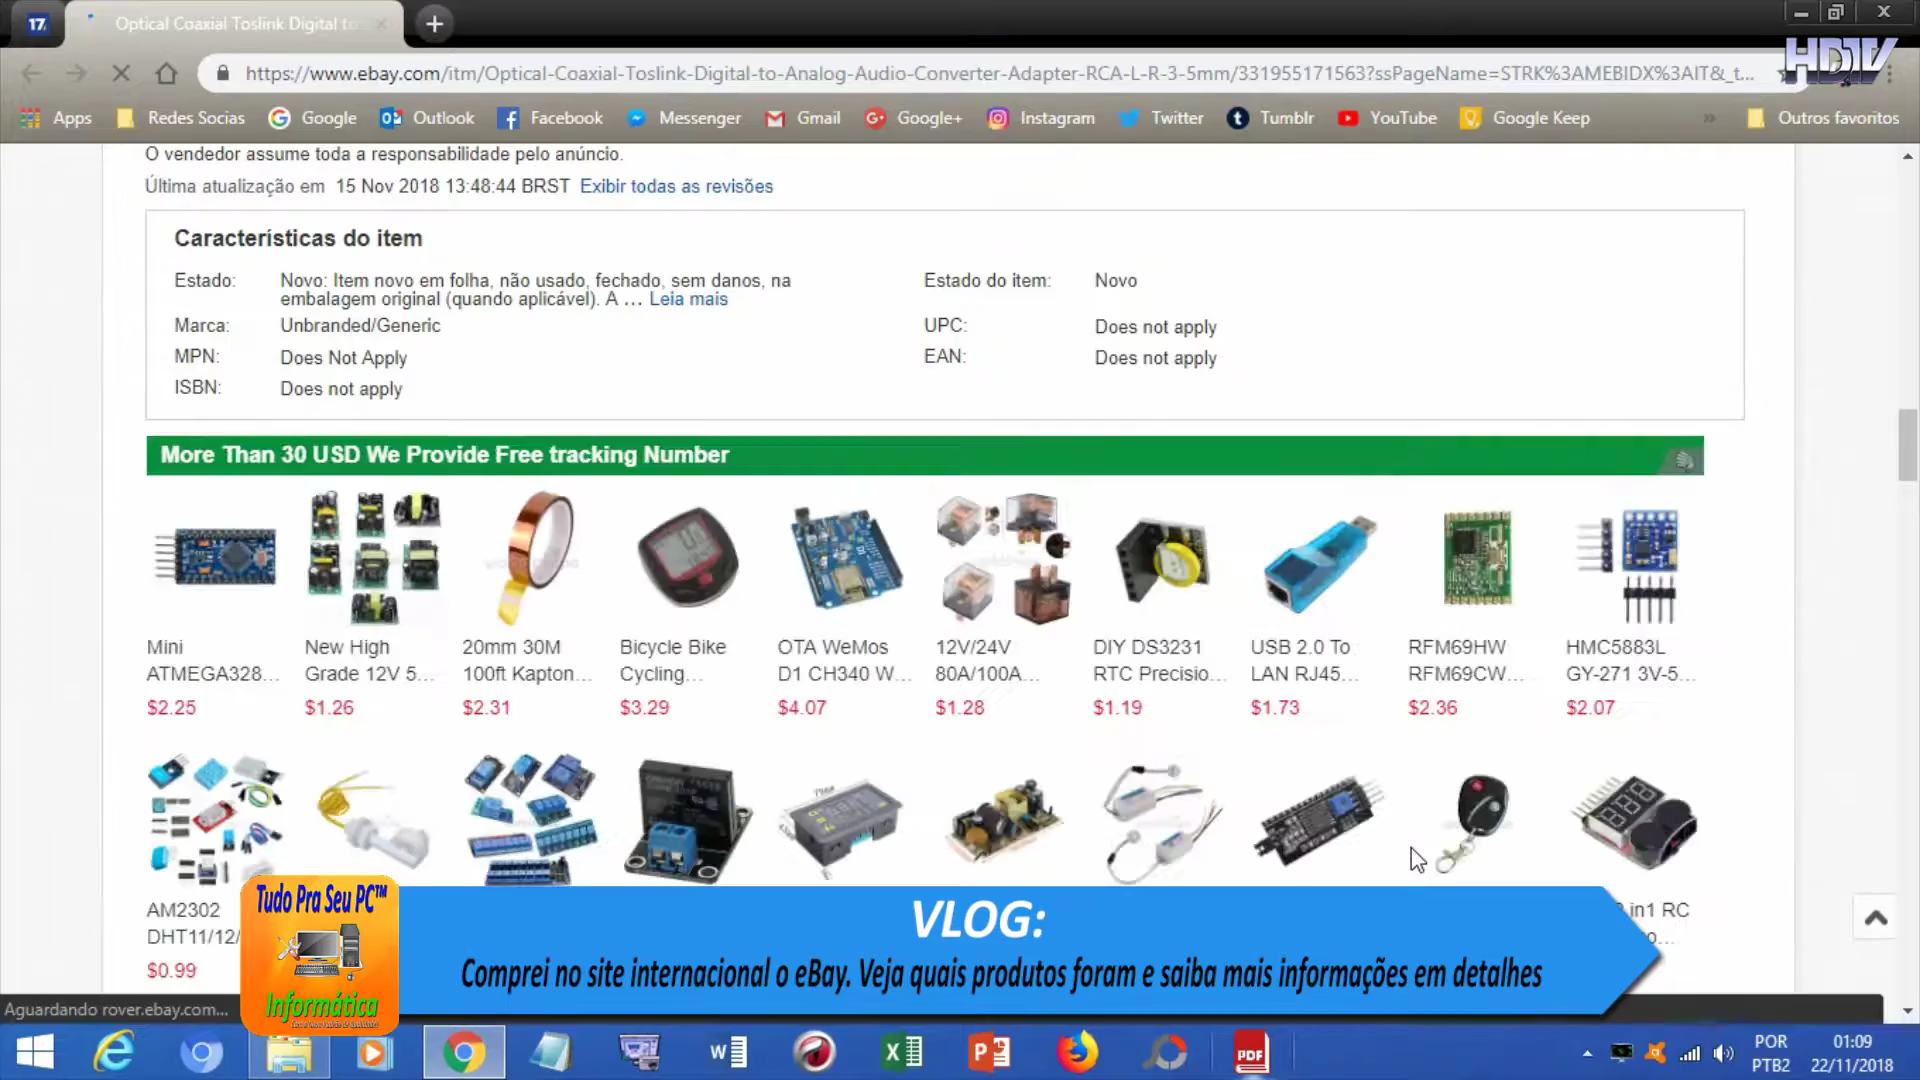 17.
Optical Coaxial Toslink Digital to
HDTV
https://www.ebay.com/itm/Optical-Coaxial-Toslink-Digital-to-Analog-Audio-Converter-Adapter-RCA-L-R-3-5mm/331955171563?ssPageName=STRK%3AMEBIDX%3AIT&_t...
Apps Redes Socias Google Outlook Facebook Messenger Gmail Google+ Instagram Twitter Tumblr YouTube Google Keep » Outros favoritos
O vendedor assume toda a responsabilidade pelo anúncio.
Última atualização em 15 Nov 2018 13:48:44 BRST Exibir todas as revisões
Características do item
Estado: Novo: Item novo em folha, não usado, fechado, sem danos, na Estado do item: Novo
embalagem original (quando aplicável). A ... Leia mais
Marca: Unbranded/Generic UPC: Does not apply
MPN: Does Not Apply EAN: Does not apply
ISBN: Does not apply
More Than 30 USD We Provide Free tracking Number
Mini New High 20mm 30M Bicycle Bike OTA WeMos 12V/24V DIY DS3231 USB 2.0 To RFM69HW HMC5883L
ATMEGA328... Grade 12V 5... 100ft Kapton... Cycling... D1 CH340 W... 80A/100A... RTC Precisio... LAN RJ45... RFM69CW... GY-271 3V-5...
$2.25 $1.26 $2.31 $3.29 $4.07 $1.28 $1.19 $1.73 $2.36 $2.07
AM2302 in1 RC
DHT11/12/
$0.99
Tudo Pra Seu PC™
Informática
VLOG:
Comprei no site internacional o eBay. Veja quais produtos foram e saiba mais informações em detalhes
Aguardando rover.ebay.com...
POR 01:09
PTB2 22/11/2018
PDF